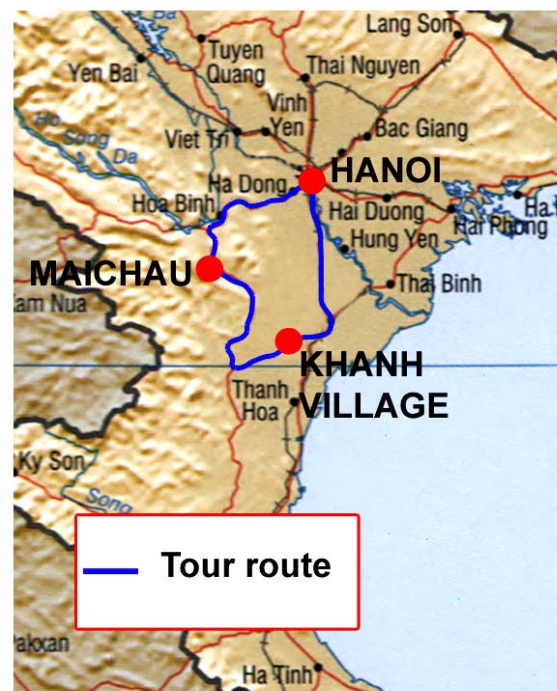 Lang Son
Tuyen
Quang
Yen Bai
Thai Nguyen
Vinh
Yen
Viet Tri
Bac Giang
Song Da
HANOI
Ha Dong
Hoa Binh
Hai Duong
Hai Phong
Ha
Hung Yen
MAICHAU
Thai Binh
Nua
KHANH
VILLAGE
Thanh
Hoa
Ky Son
Song
Tour route
Ha Tinh